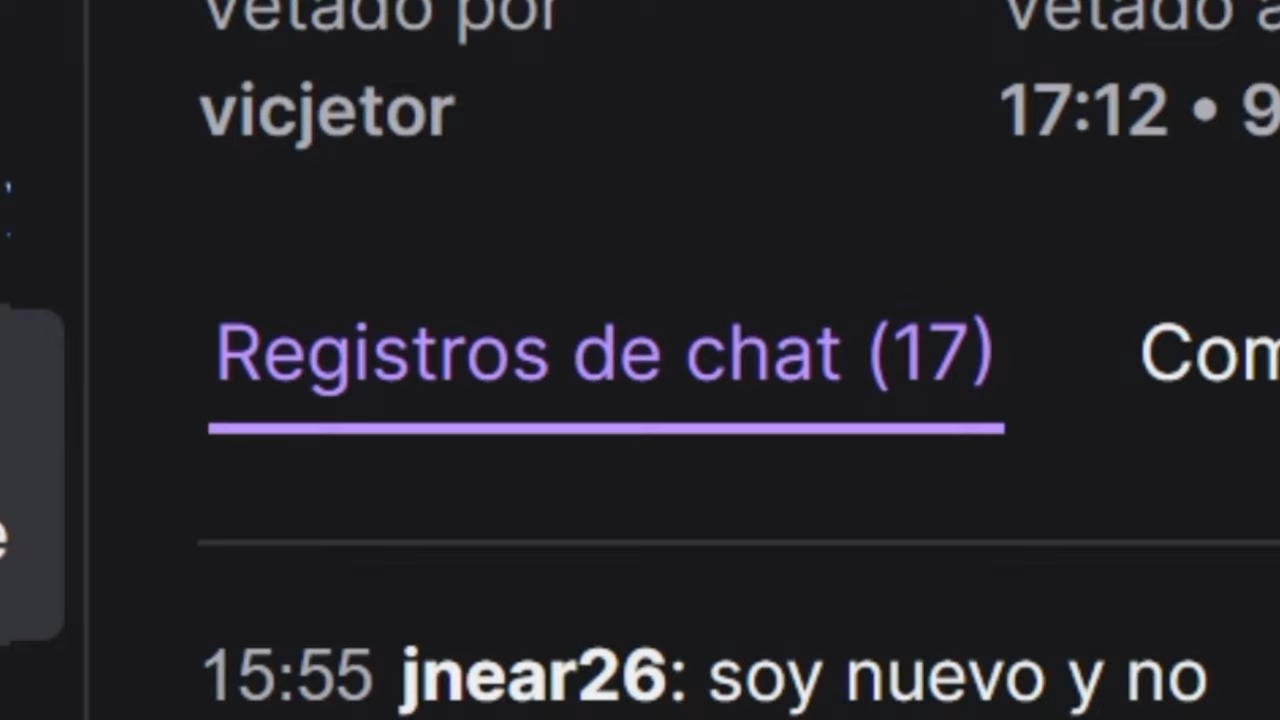 Vetado por
Vetado a
vicjetor
17:12 • 9
Registros de chat (17)
Com
15:55 jnear26: soy nuevo y no